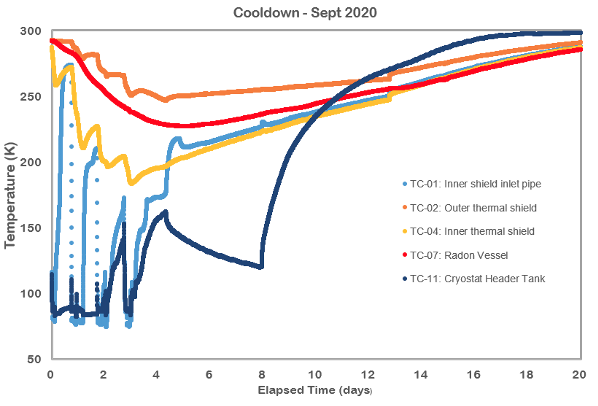 Cooldown - Sept 2020
300
250
200
150
100
50
Temperature (K)
TC-01: Inner shield inlet pipe
TC-02: Outer thermal shield
TC-04: Inner thermal shield
TC-07: Radon Vessel
TC-11: Cryostat Header Tank
0 2 4 6 8 10 12 14 16 18 20
Elapsed Time (days)